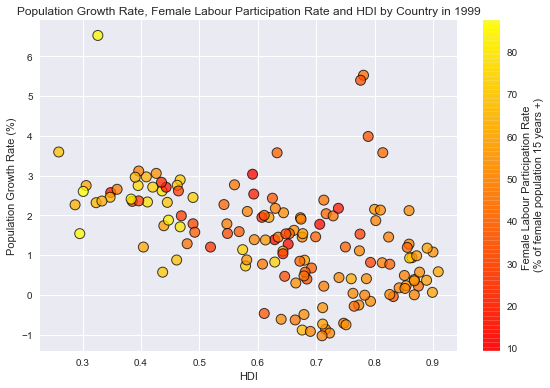 Population Growth Rate, Female Labour Participation Rate and HDI by Country in 1999
Population Growth Rate (%)
6
5
4
3
2
1
0
−1
0.3 0.4 0.5 0.6 0.7 0.8 0.9
HDI
80
70
60
50
40
30
20
10
Female Labour Participation Rate
(% of female population 15 years +)